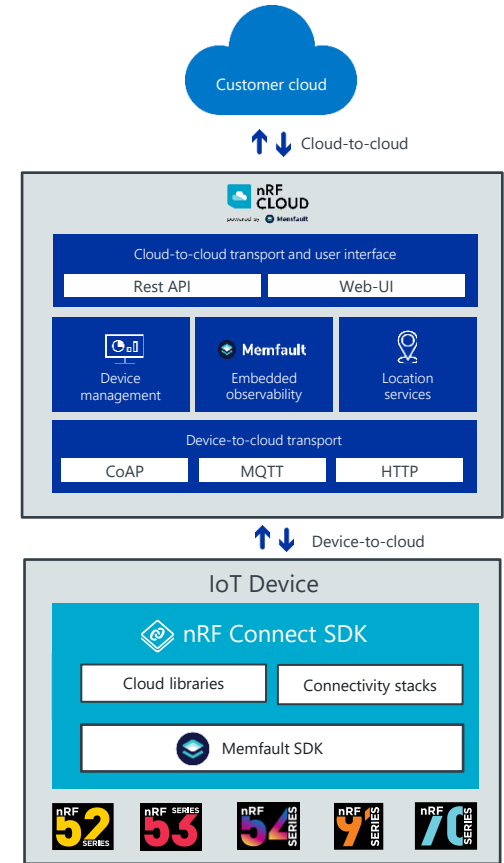 Customer cloud
Cloud-to-cloud
nRF
CLOUD
powered by Memfault
Cloud-to-cloud transport and user interface
Rest API
Web-UI
Memfault
Device
management
Embedded
observability
Location
services
Device-to-cloud transport
CoAP
MQTT
HTTP
Device-to-cloud
IoT Device
nRF Connect SDK
Cloud libraries
Connectivity stacks
Memfault SDK
nRF
52
SERIES
nRF SERIES
53
nRF
54
SERIES
nRF
91
SERIES
nRF
70
SERIES